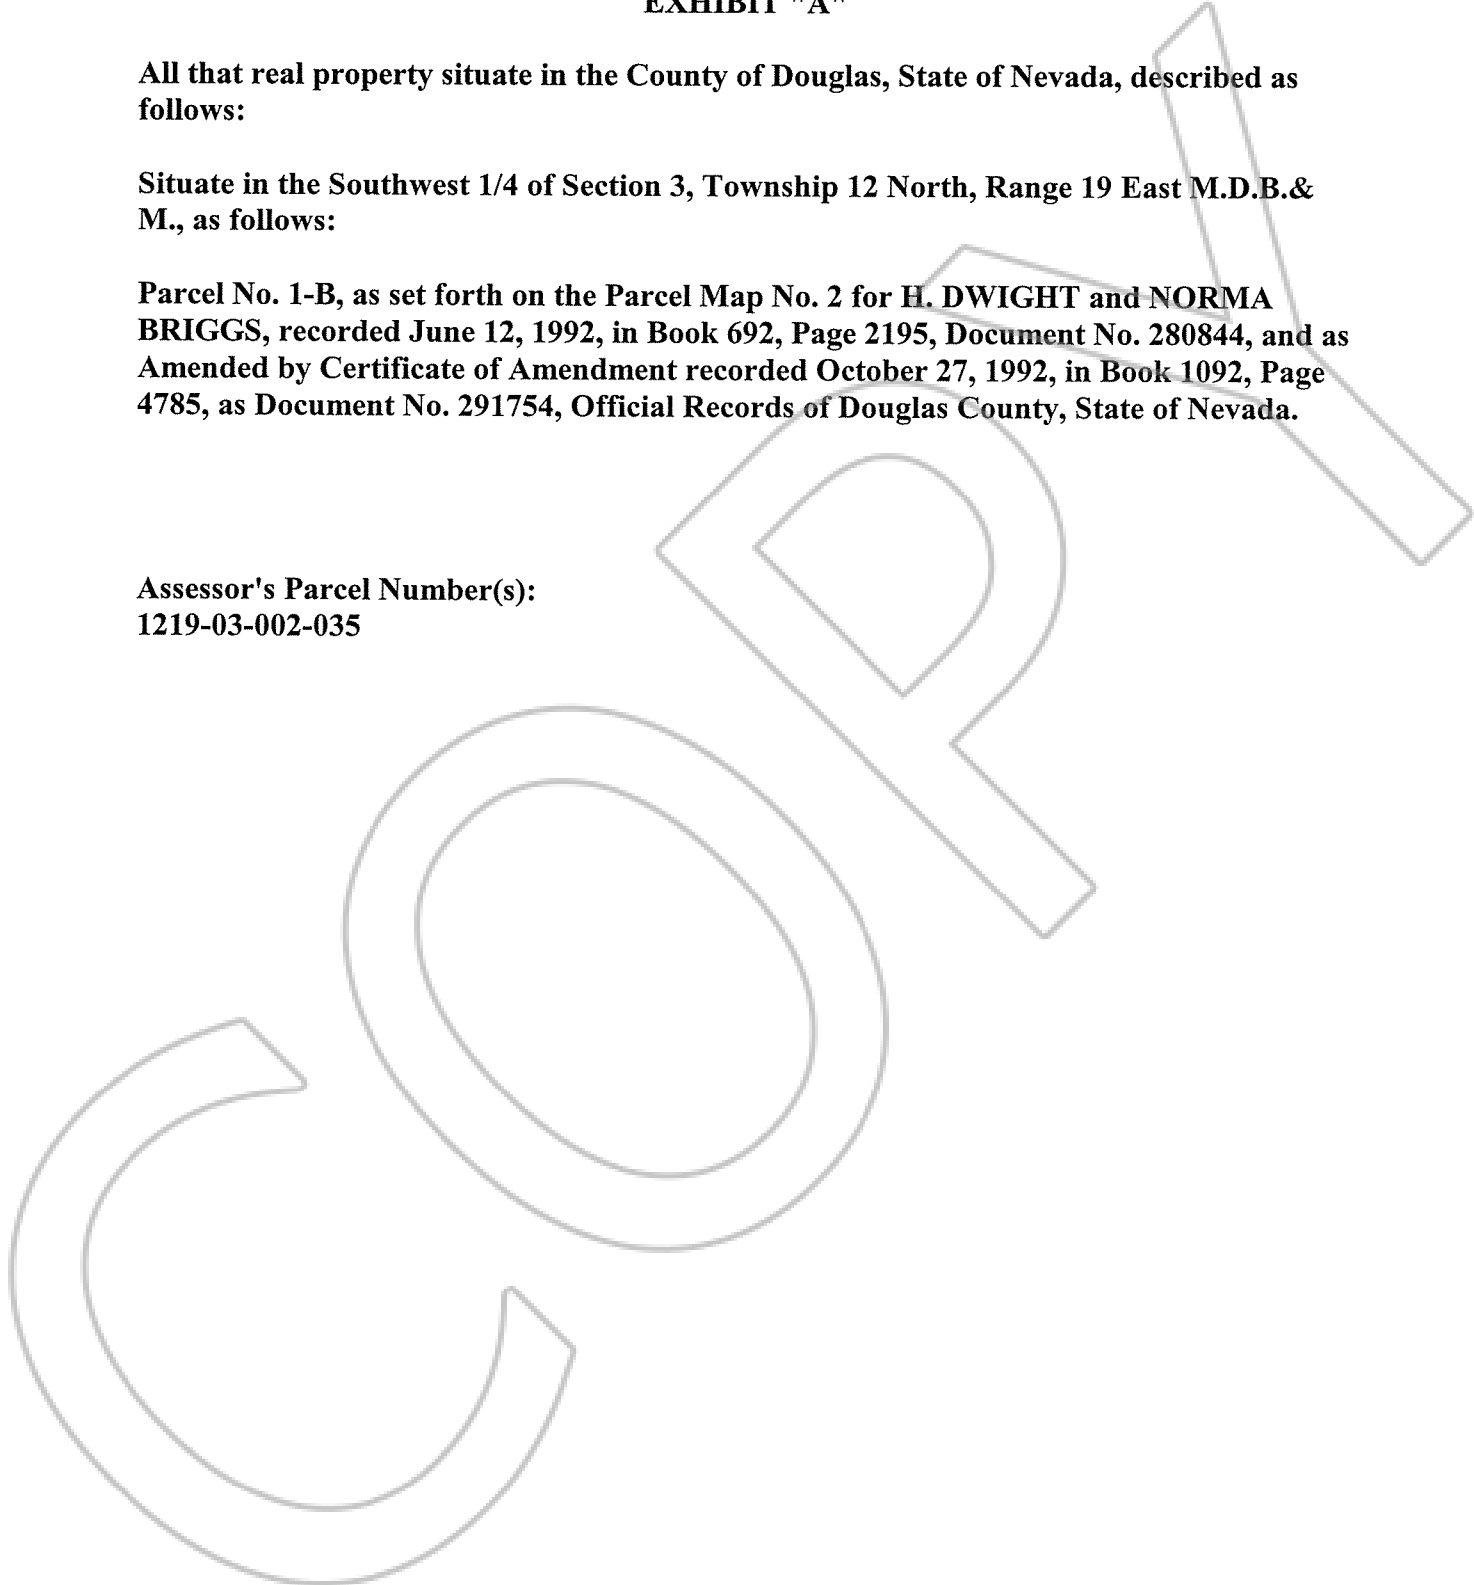 EXHIBIT "A"
All that real property situate in the County of Douglas, State of Nevada, described as
follows:
Situate in the Southwest 1/4 of Section 3, Township 12 North, Range 19 East M.D.B.&
M., as follows:
Parcel No. 1-B, as set forth on the Parcel Map No. 2 for H. DWIGHT and NORMA
BRIGGS, recorded June 12, 1992, in Book 692, Page 2195, Document No. 280844, and as
Amended by Certificate of Amendment recorded October 27, 1992, in Book 1092, Page
4785, as Document No. 291754, Official Records of Douglas County, State of Nevada.
Assessor's Parcel Number(s):
1219-03-002-035
COPY